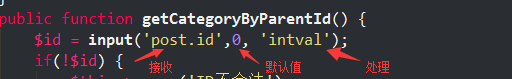 public function getCategoryByParentId() {
$id = input('post.id',0, 'intval');
if(!$id) {
接收 默认值 处理